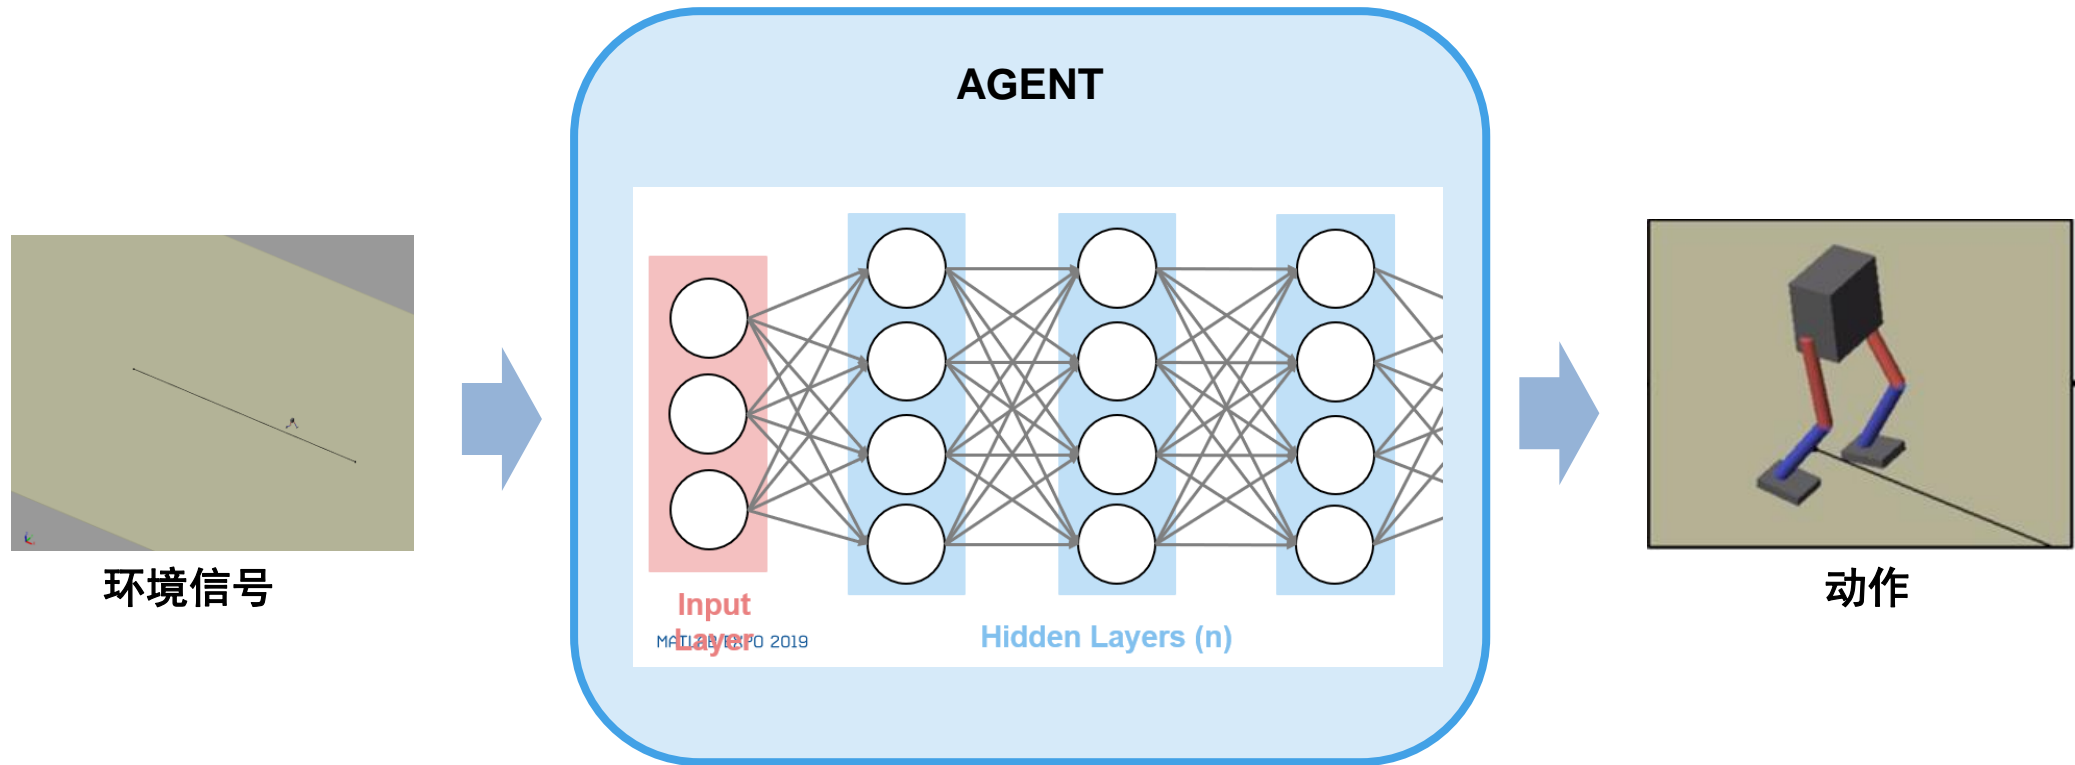 AGENT
环境信号
Input
Layer
MATLAB EXPO 2019
Hidden Layers (n)
动作